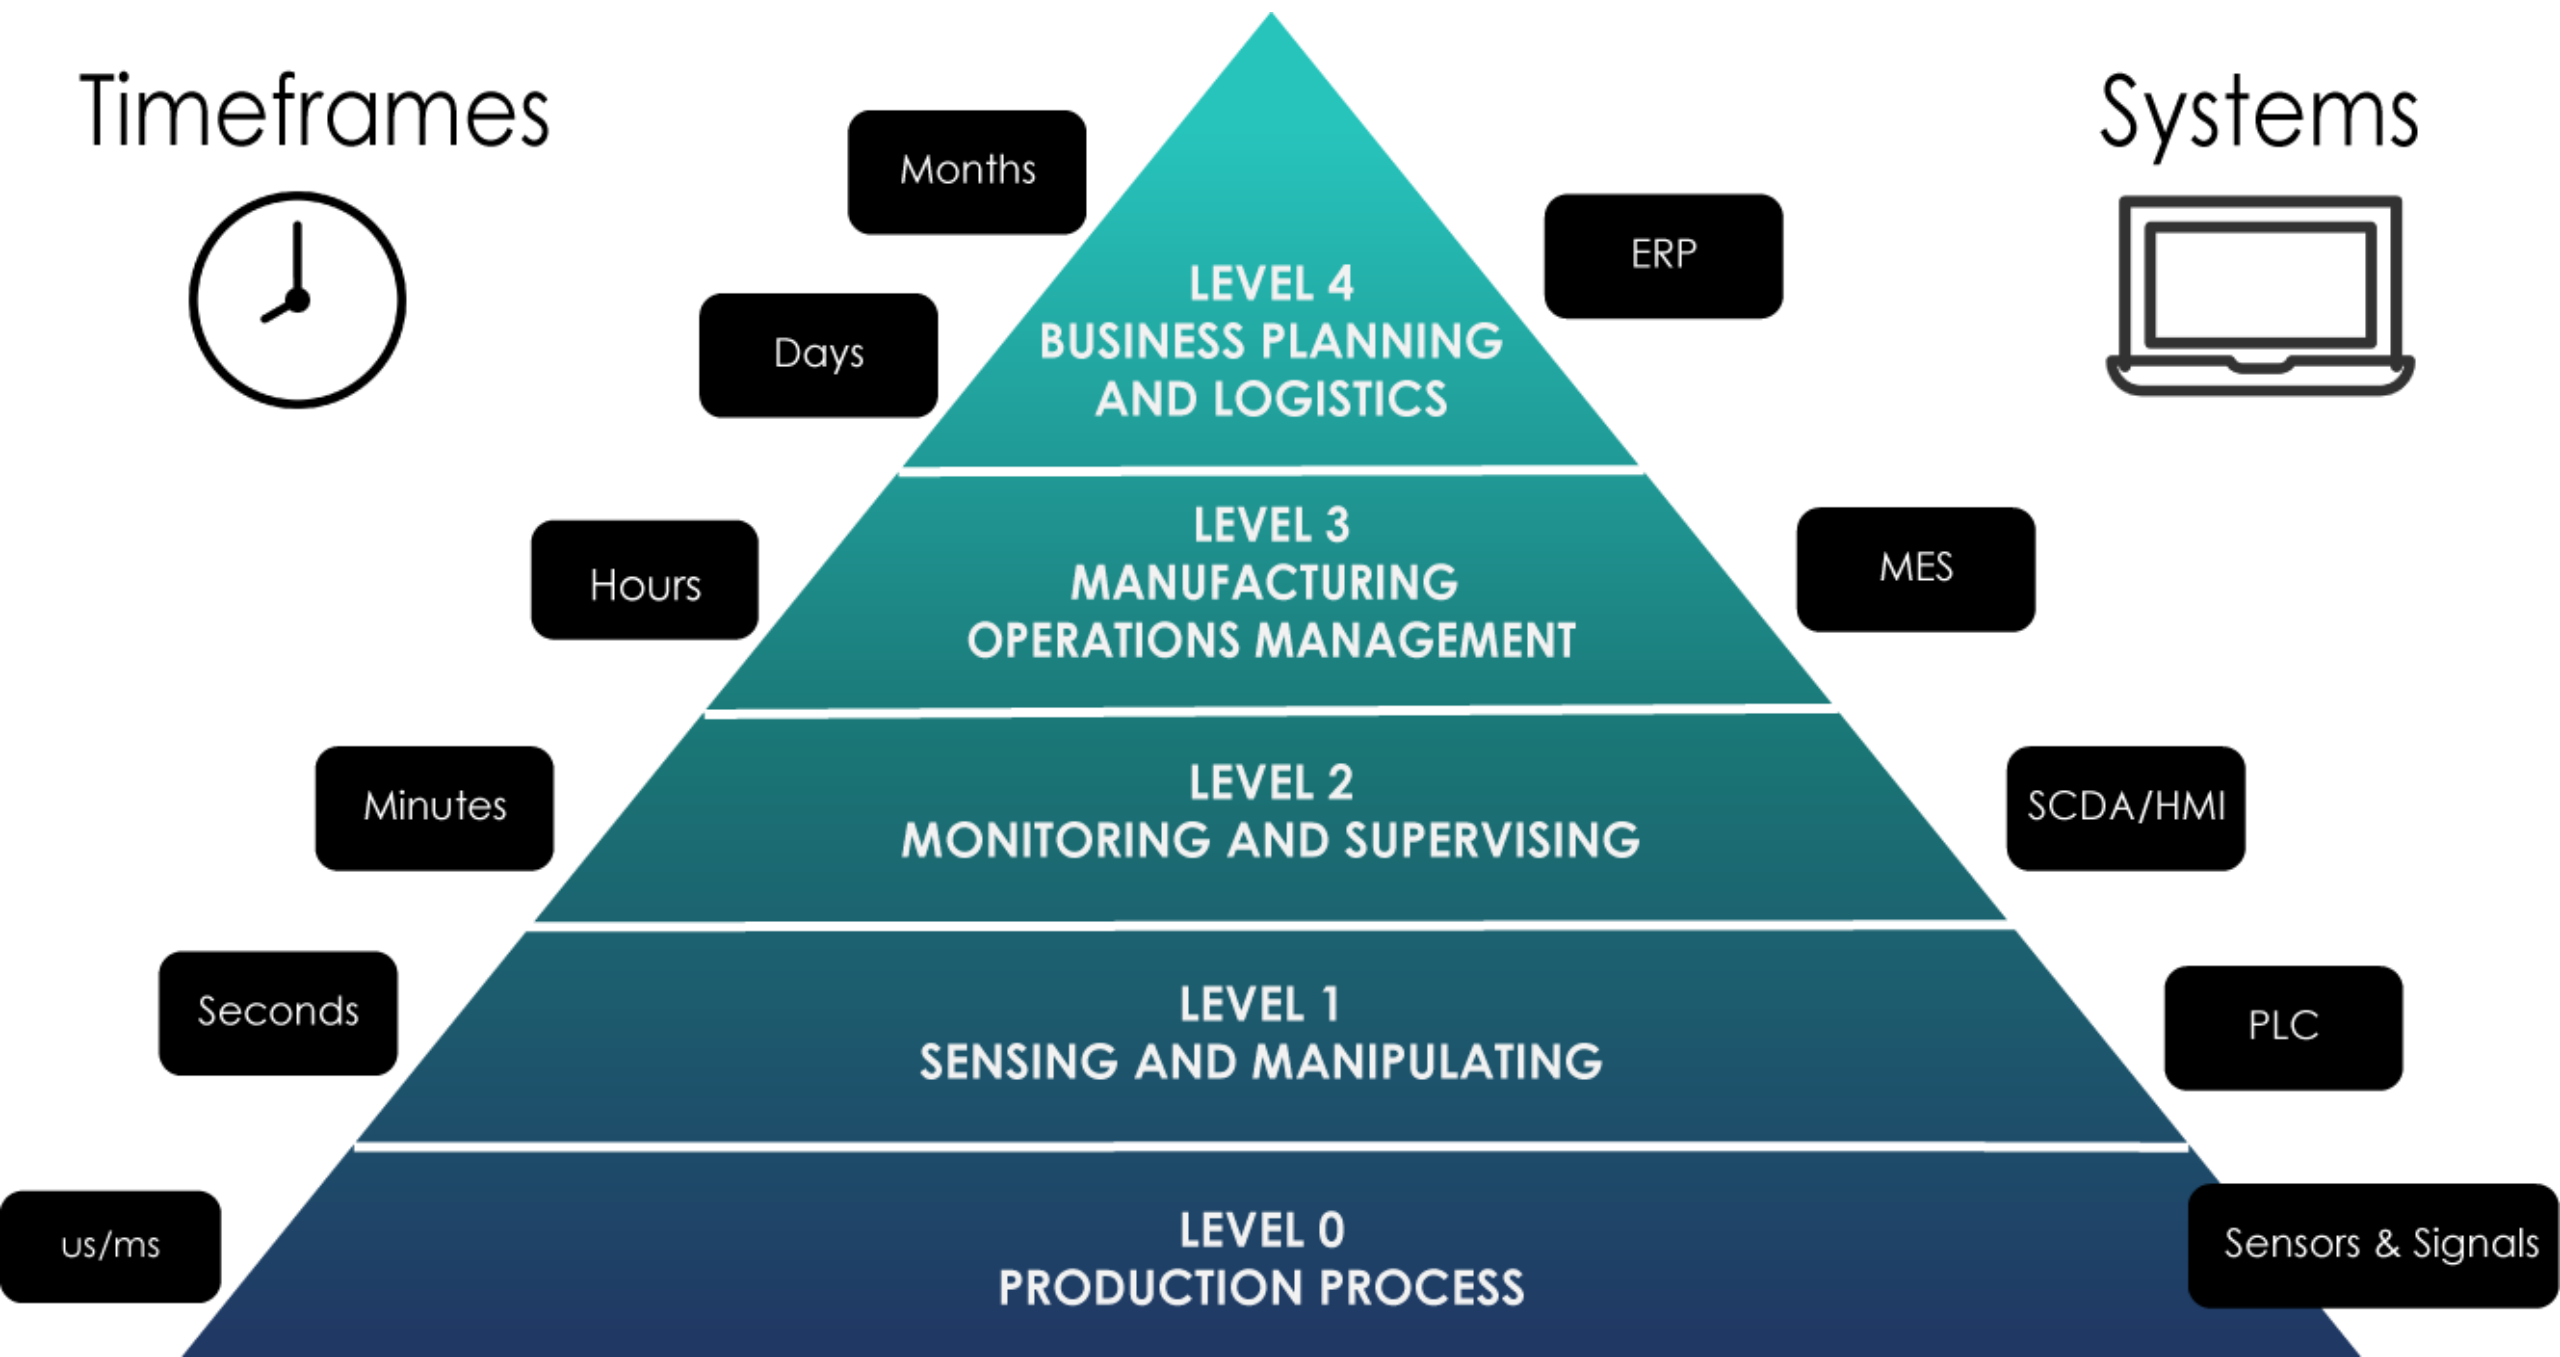 Timeframes
Systems
Months
ERP
LEVEL 4
BUSINESS PLANNING
AND LOGISTICS
Days
LEVEL 3
MANUFACTURING
OPERATIONS MANAGEMENT
Hours
MES
LEVEL 2
MONITORING AND SUPERVISING
Minutes
SCDA/HMI
LEVEL 1
SENSING AND MANIPULATING
Seconds
PLC
LEVEL 0
PRODUCTION PROCESS
us/ms
Sensors & Signals